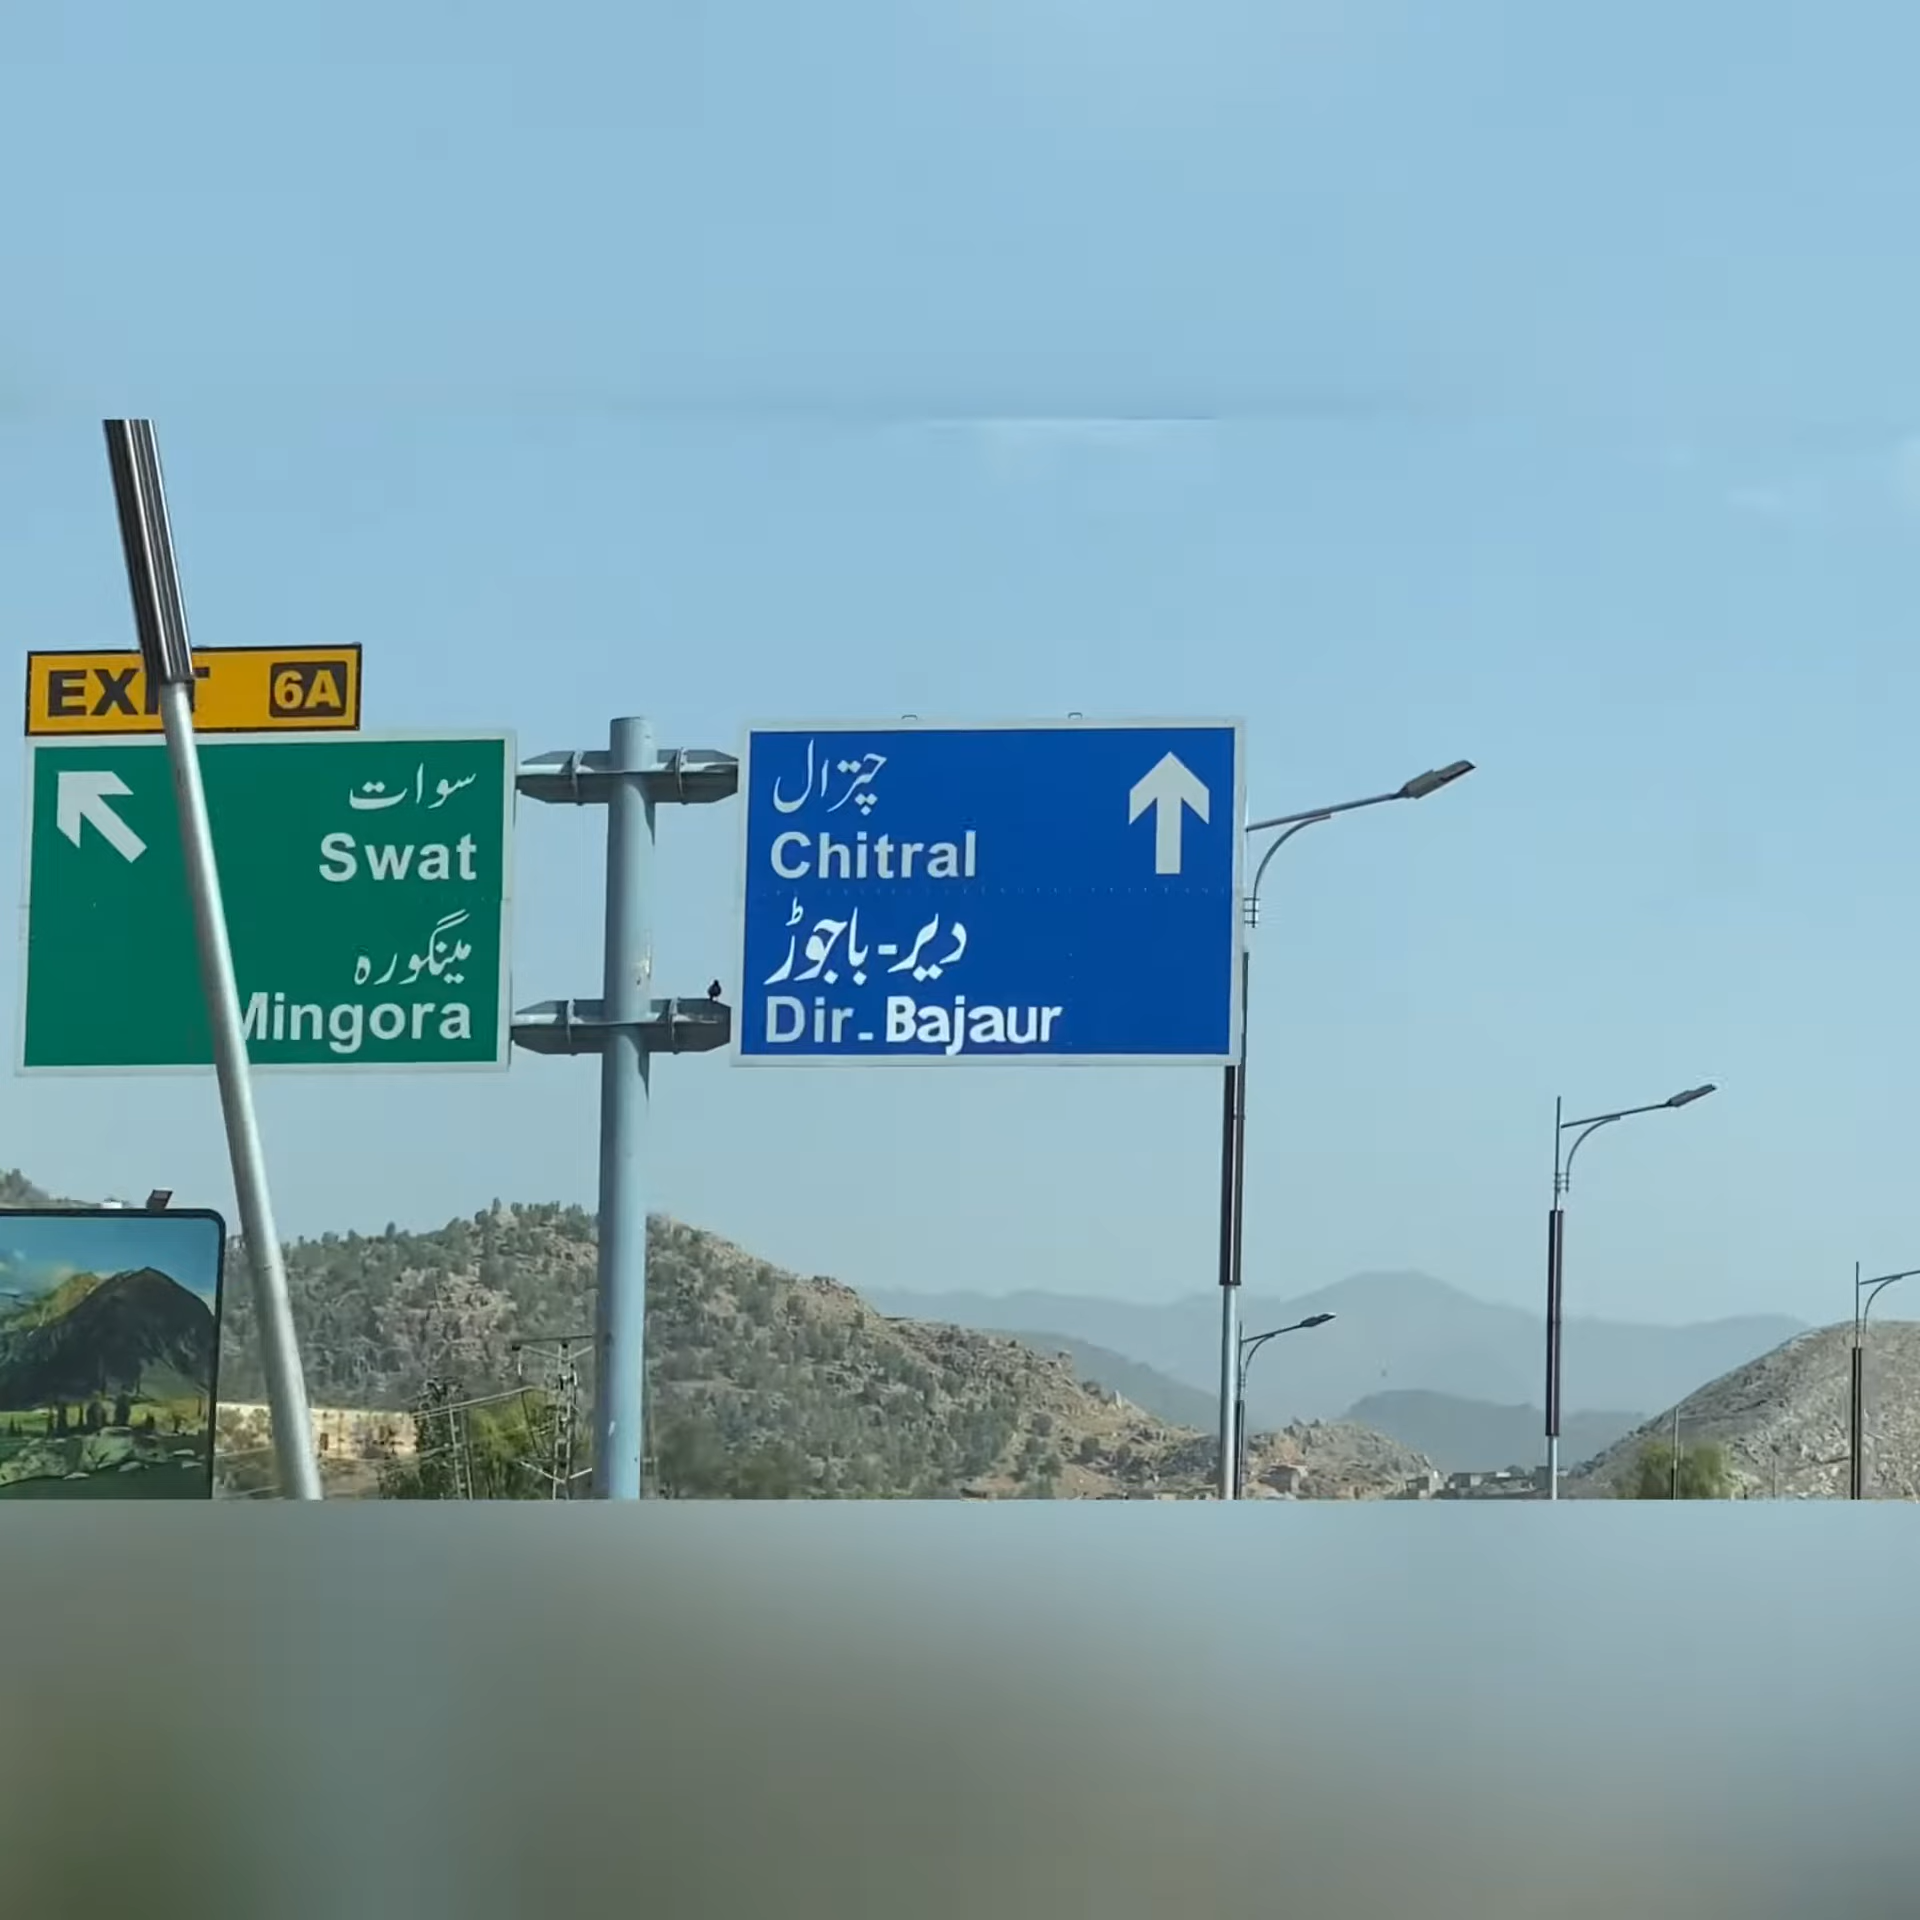 EXIT 6A
سوات
Swat
مینگورہ
Mingora
چترال
Chitral
دیر-باجوڑ
Dir-Bajaur